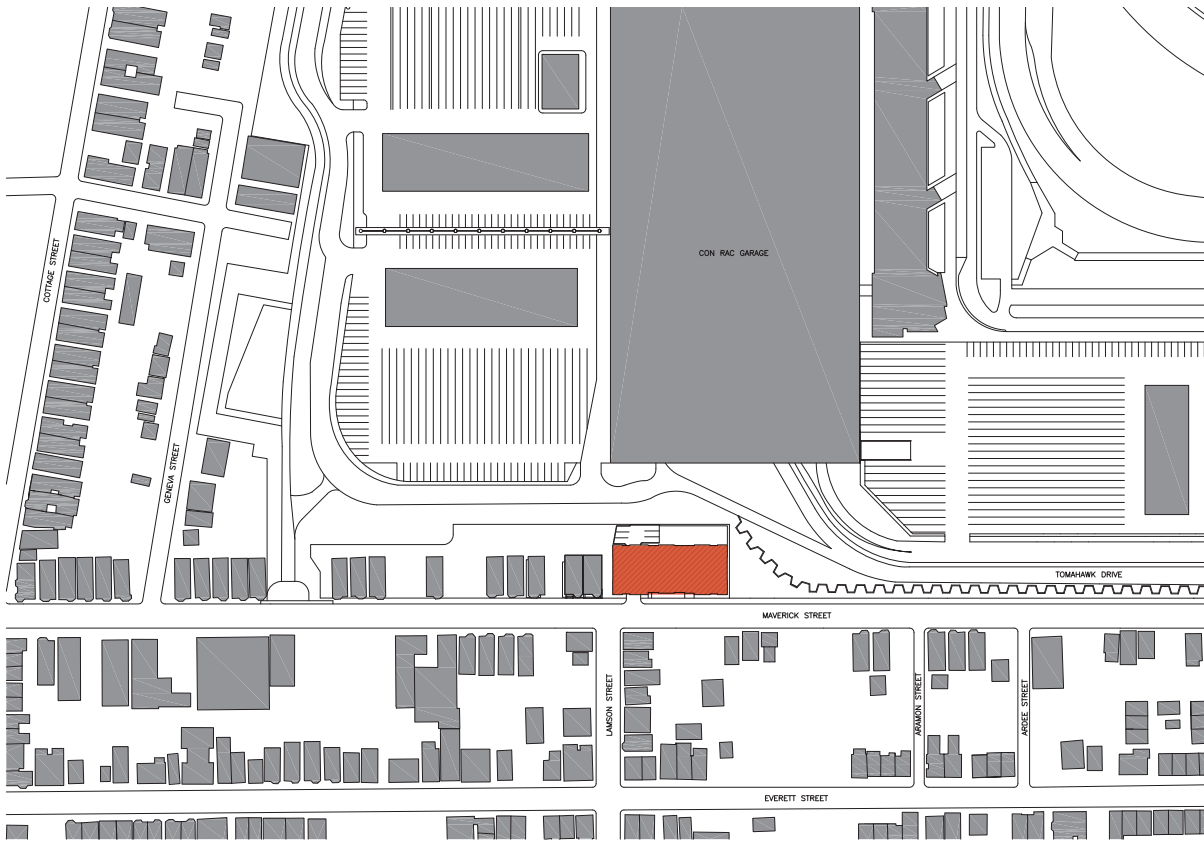 CON RAC GARAGE
COTTAGE STREET
GENEVA STREET
TOMAHAWK DRIVE
MAVERICK STREET
LAMSON STREET
ARAMON STREET
ARDEE STREET
EVERETT STREET